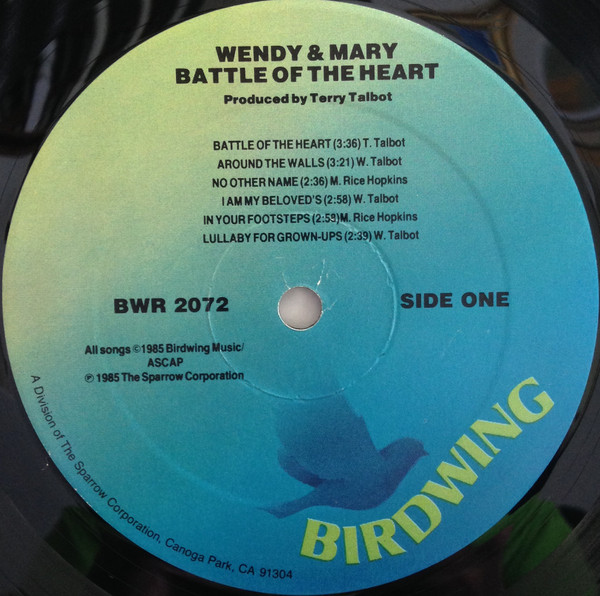 WENDY & MARY
BATTLE OF THE HEART
Produced by Terry Talbot
BATTLE OF THE HEART (3:36) T. Talbot
AROUND THE WALLS (3:21) W. Talbot
NO OTHER NAME (2:36) M. Rice Hopkins
I AM MY BELOVED'S (2:58) W. Talbot
IN YOUR FOOTSTEPS (2:59)M. Rice Hopkins
LULLABY FOR GROWN-UPS (2:39) W. Talbot
BWR 2072
SIDE ONE
All songs ©1985 Birdwing Music/
ASCAP
℗ 1985 The Sparrow Corporation
A Division of The Sparrow Corporation, Canoga Park, CA 91304
BIRDWING